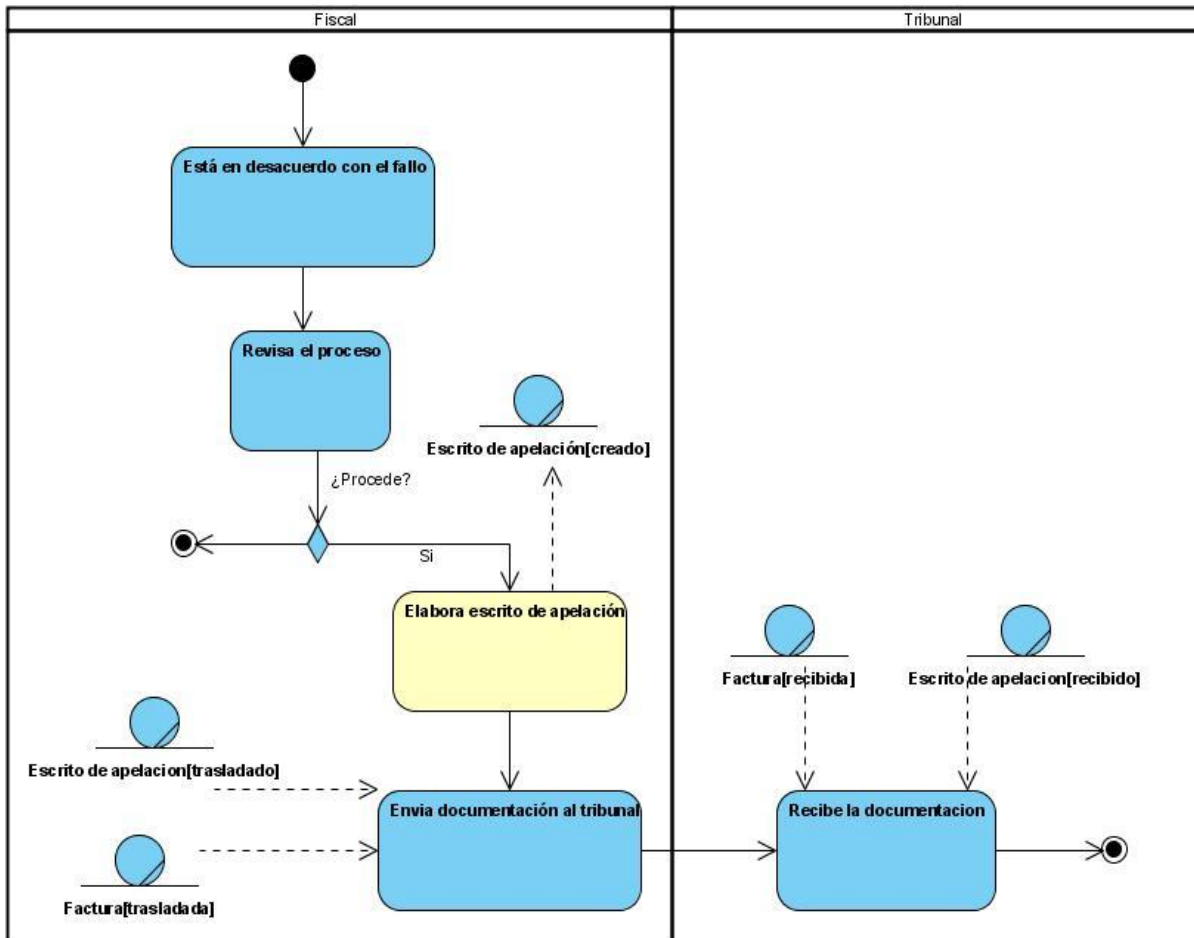 Fiscal
Tribunal
Está en desacuerdo con el fallo
Revisa el proceso
Escrito de apelación[creado]
¿Procede?
Si
Elabora escrito de apelación
Factura[recibida]
Escrito de apelacion[recibido]
Escrito de apelacion[trasladado]
Envia documentación al tribunal
Recibe la documentacion
Factura[trasladada]